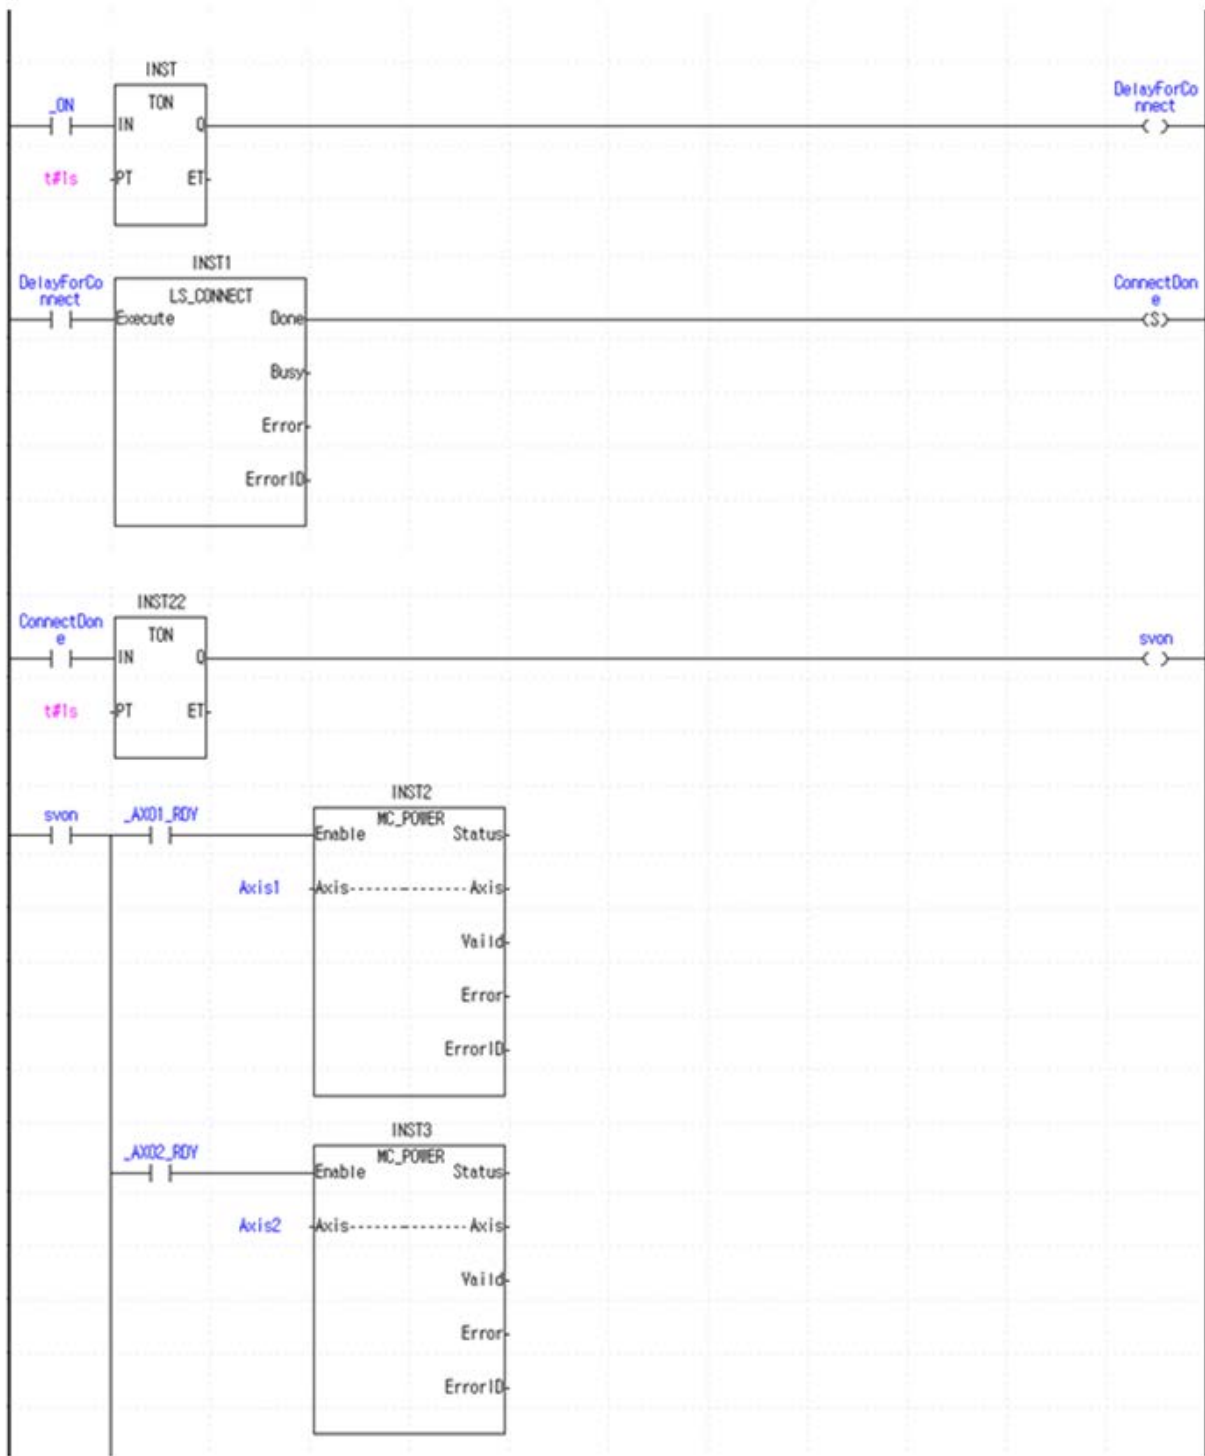 INST
_ON
TON
DelayForCo
nnect
IN
Q
t#1s
PT
ET
INST1
DelayForCo
nnect
LS_CONNECT
ConnectDon
e
Execute
Done
(S)
Busy
Error
ErrorID
INST22
ConnectDon
e
TON
svon
IN
Q
t#1s
PT
ET
INST2
svon
_AX01_RDY
MC_POWER
Enable
Status
Axis1
Axis
Axis
Vaild
Error
ErrorID
INST3
_AX02_RDY
MC_POWER
Enable
Status
Axis2
Axis
Axis
Vaild
Error
ErrorID